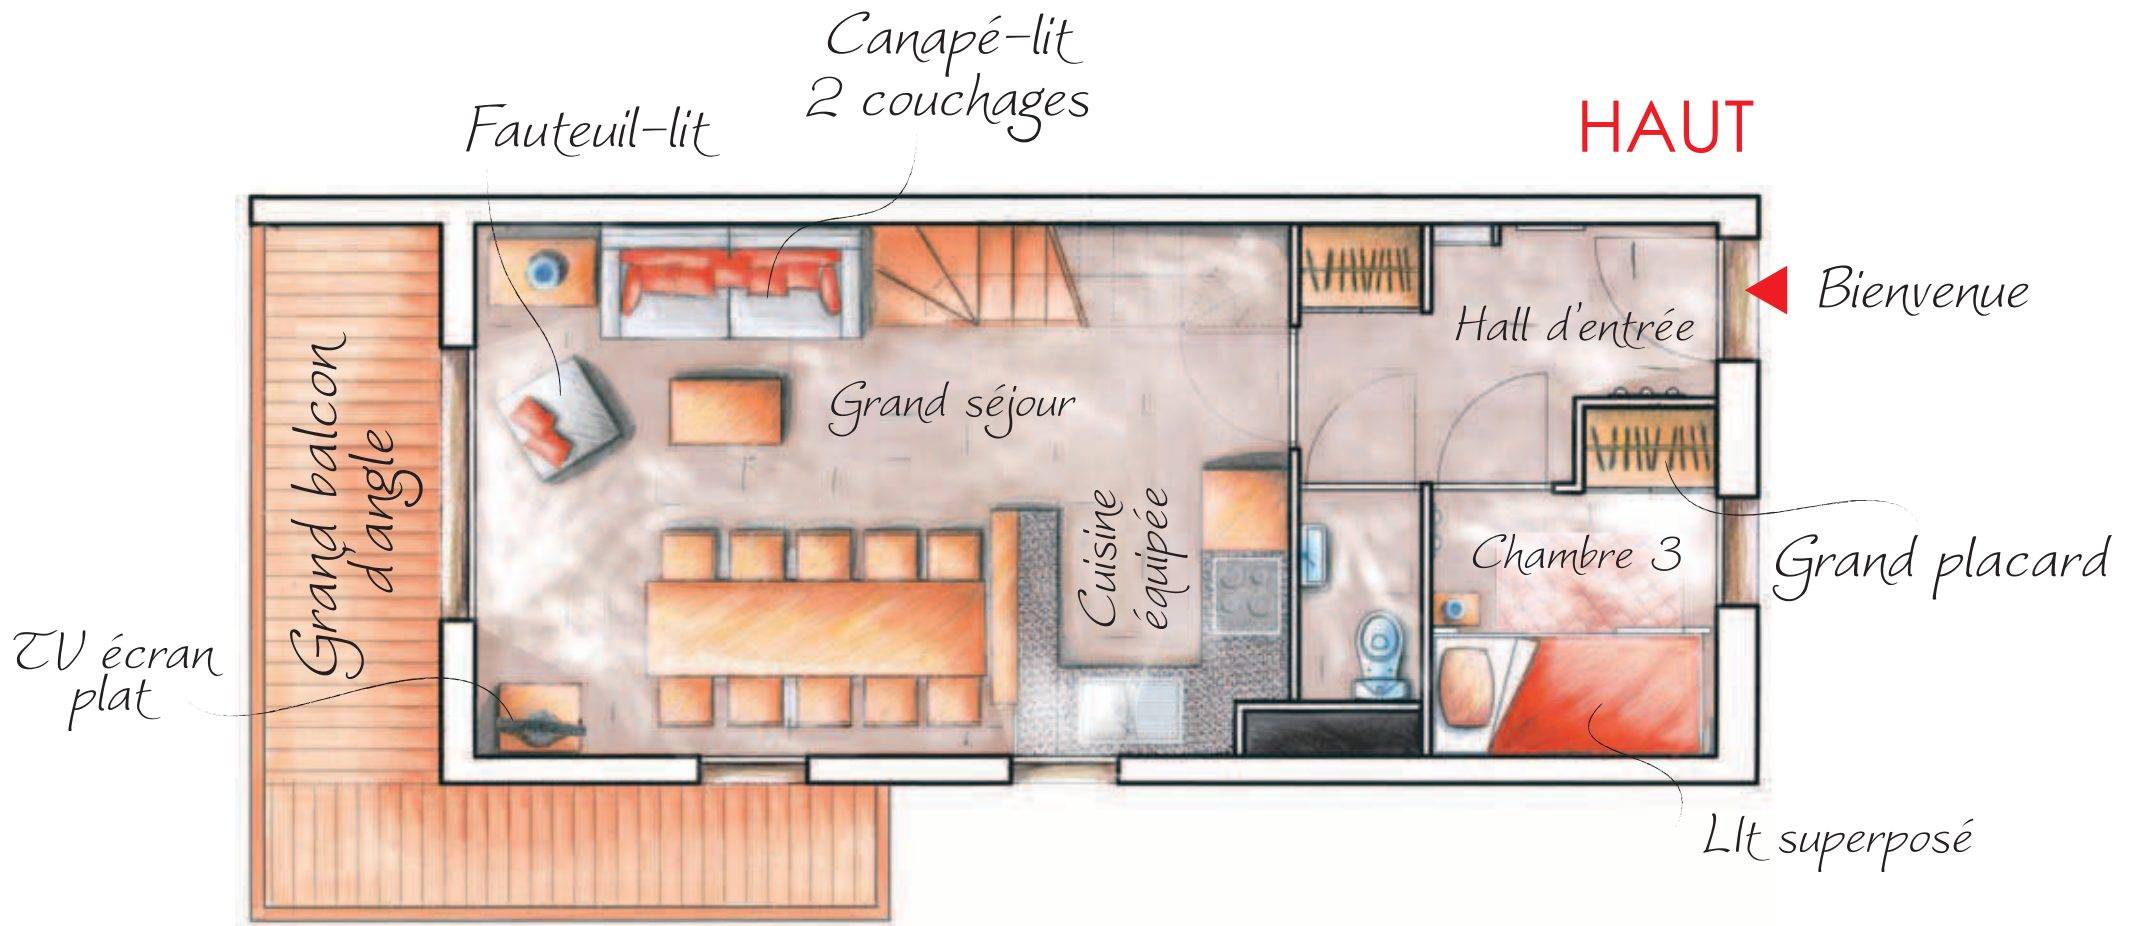 Canapé-lit
2 couchages
Fauteuil-lit
HAUT
Bienvenue
Hall d'entrée
Grand séjour
Grand balcon
d'angle
Cuisine
équipée
Chambre 3
Grand placard
TV écran
plat
LIt superposé